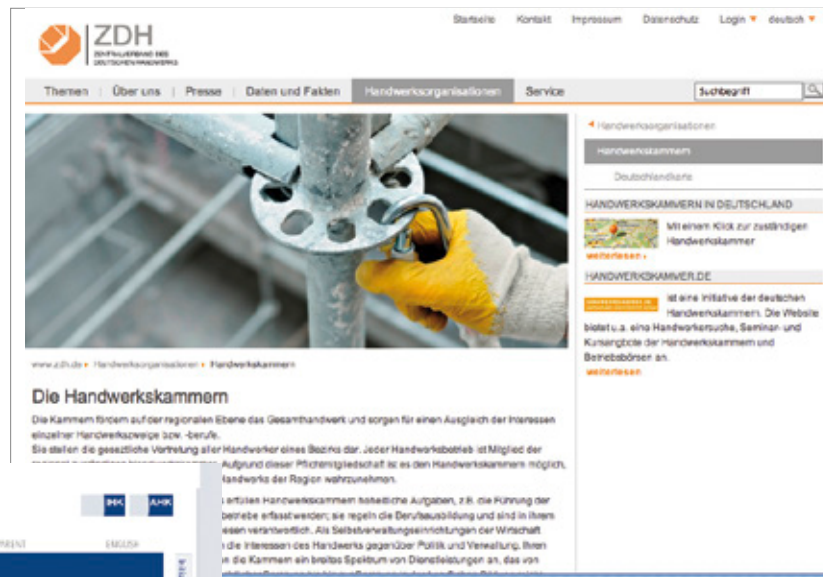 Startseite Kontakt Impressum Datenschutz Login deutsch
ZDH
ZENTRALVERBAND DES
DEUTSCHEN HANDWERKS
Themen | Über uns | Presse | Daten und Fakten Handwerksorganisationen Service Suchbegriff
Handwerksorganisationen
Handwerkskammern
Deutschlandkarte
HANDWERKSKAMMERN IN DEUTSCHLAND
Mit einem Klick zur zuständigen
Handwerkskammer
weiterlesen
HANDWERKSKAMMER.DE
ist eine Initiative der deutschen
Handwerkskammern. Die Website
bietet u.a. eine Handwerkersuche, Seminar- und
Kursangebote der Handwerkskammern und
Betriebsbörsen an.
weiterlesen
www.zdh.de Handwerksorganisationen Handwerkskammern
Die Handwerkskammern
Die Kammern fördern auf der regionalen Ebene das Gesamthandwerk und sorgen für einen Ausgleich der Interessen
einzelner Handwerkszweige bzw. -berufe.
Sie stellen die gesetzliche Vertretung aller Handwerker eines Bezirks dar. Jeder Handwerksbetrieb ist Mitglied der
Aufgrund dieser Pflichtmitgliedschaft ist es den Handwerkskammern möglich,
Handwerks der Region wahrzunehmen.
erfüllen Handwerkskammern hoheitliche Aufgaben, z.B. die Führung der
betriebe erfasst werden; sie regeln die Berufsausbildung und sind in ihrem
verantwortlich. Als Selbstverwaltungseinrichtungen der Wirtschaft
die Interessen des Handwerks gegenüber Politik und Verwaltung. Ihren
die Kammern ein breites Spektrum von Dienstleistungen an, das von
IHK AHK
ENGLISH